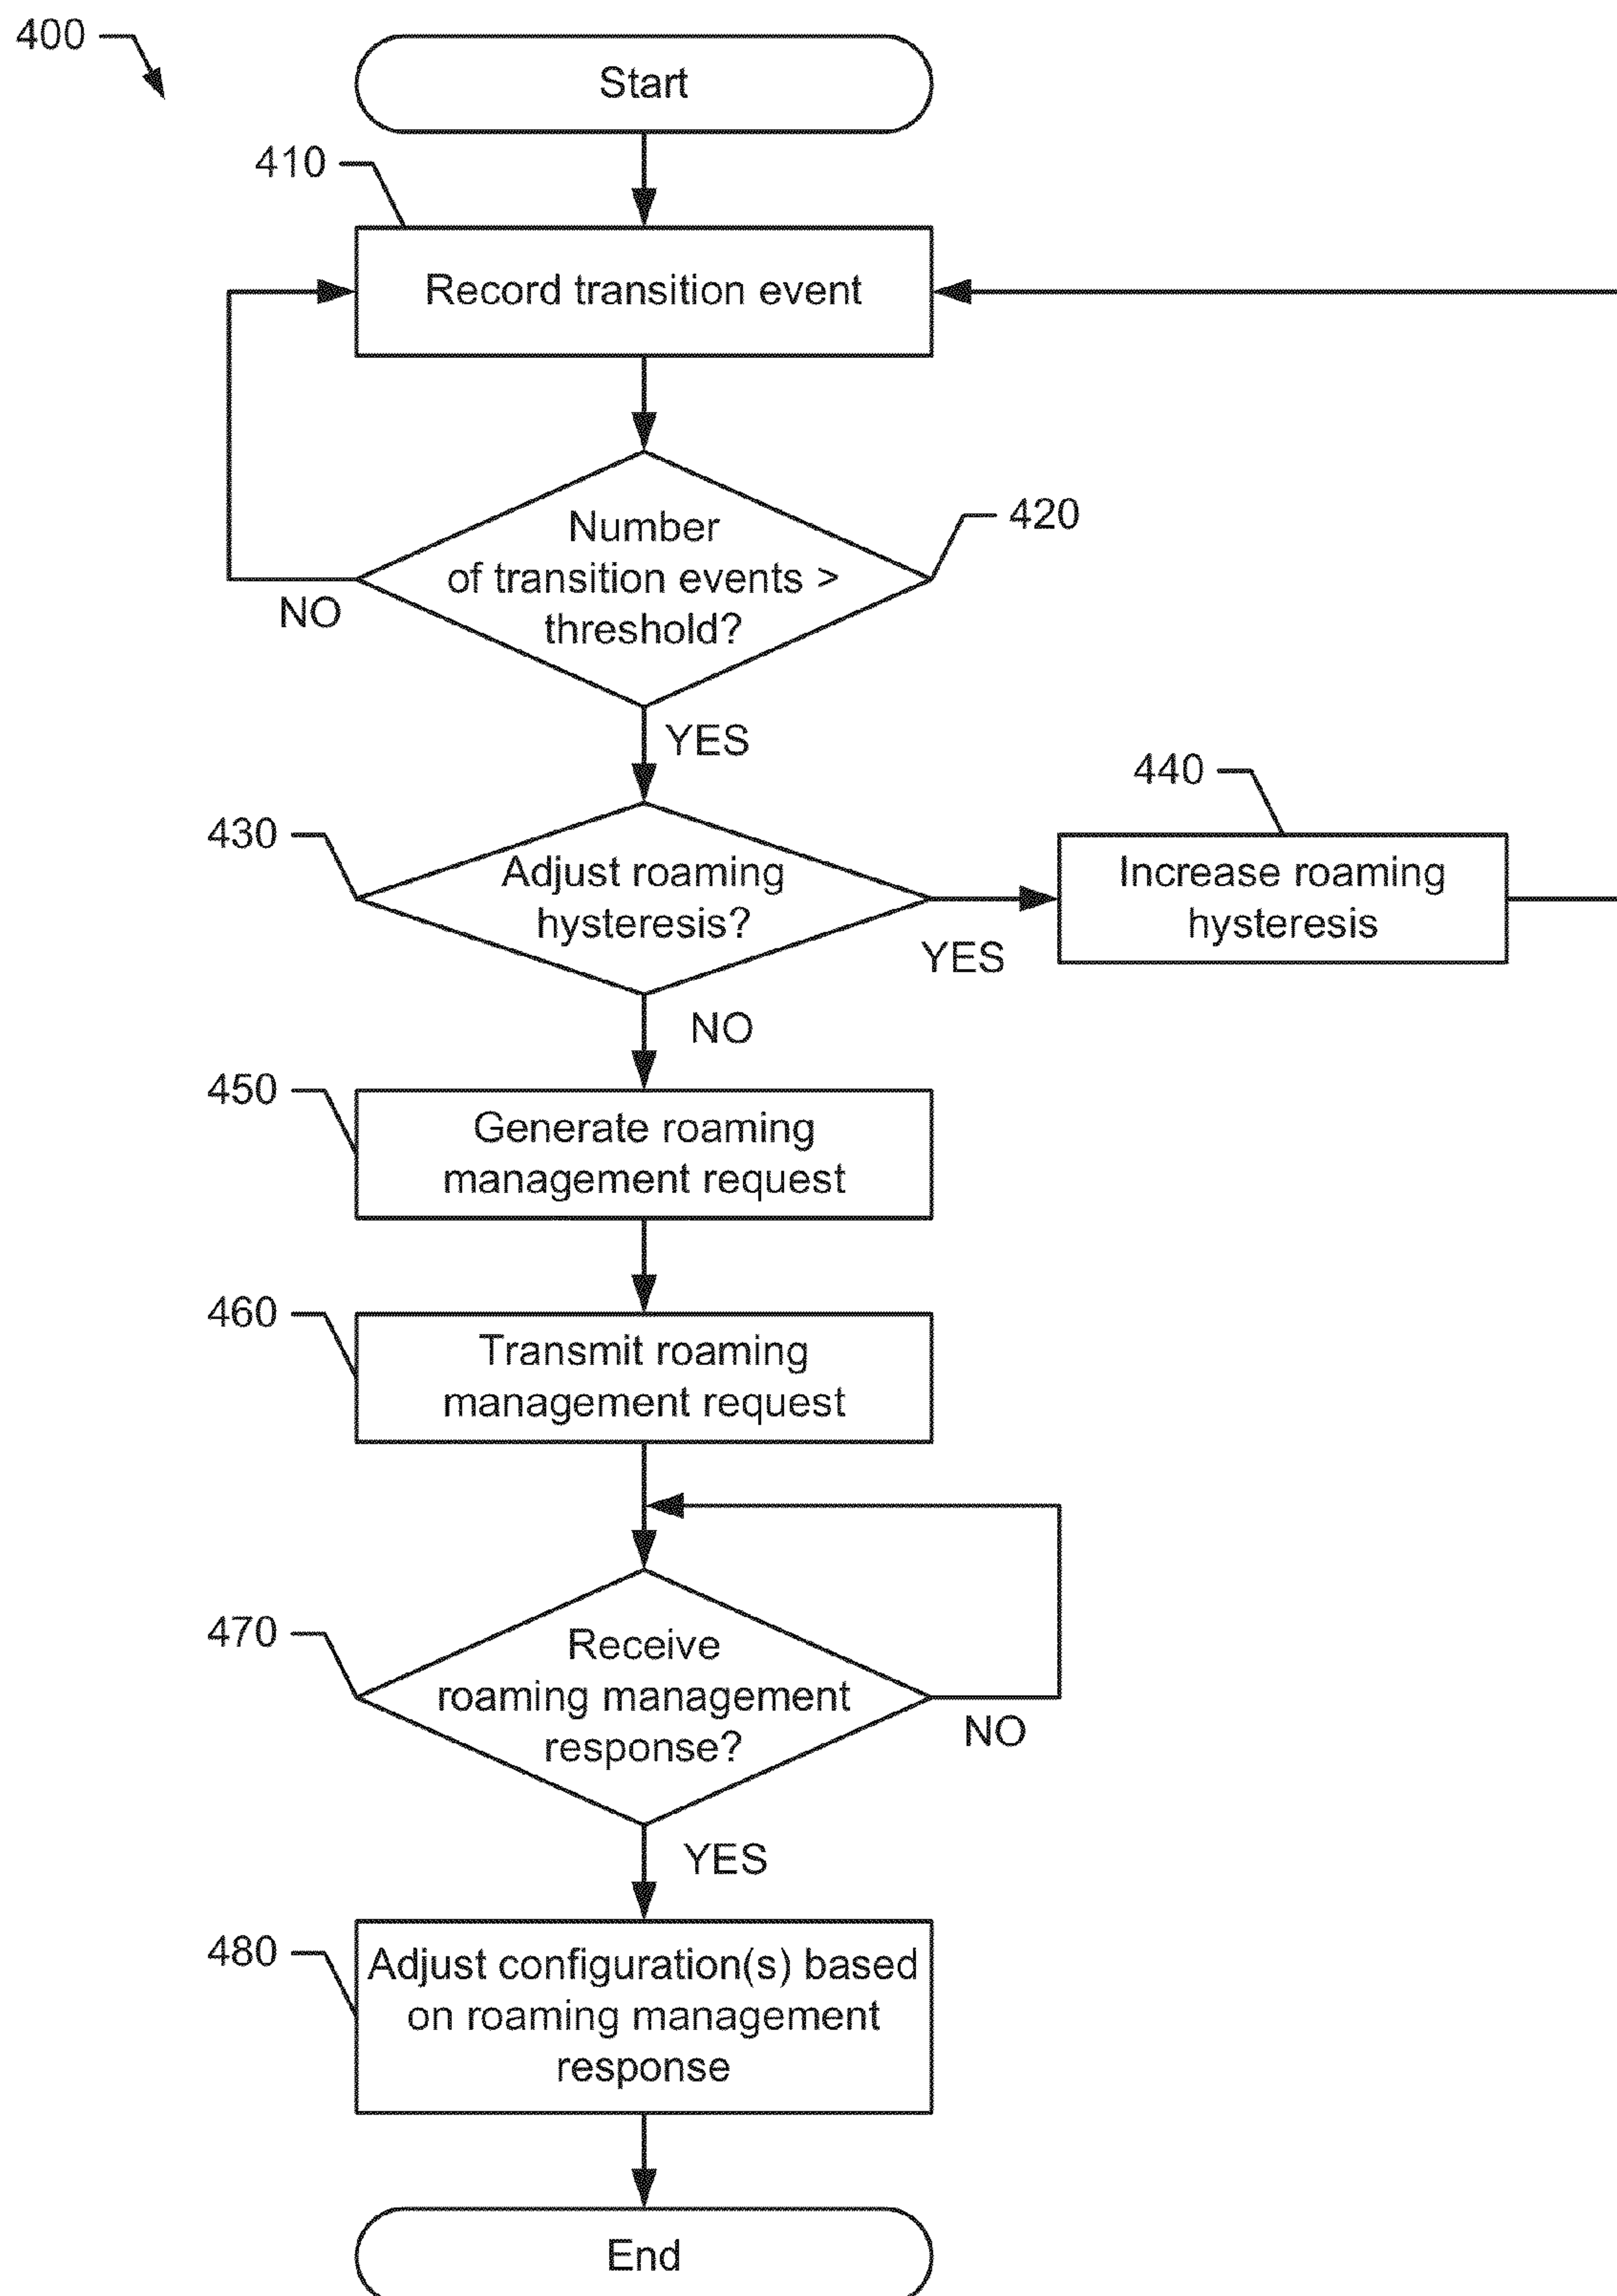 400
Start
410
Record transition event
Number
of transition events >
threshold?
420
NO
YES
430
Adjust roaming
hysteresis?
YES
440
Increase roaming
hysteresis
NO
450
Generate roaming
management request
460
Transmit roaming
management request
470
Receive
roaming management
response?
NO
YES
480
Adjust configuration(s) based
on roaming management
response
End